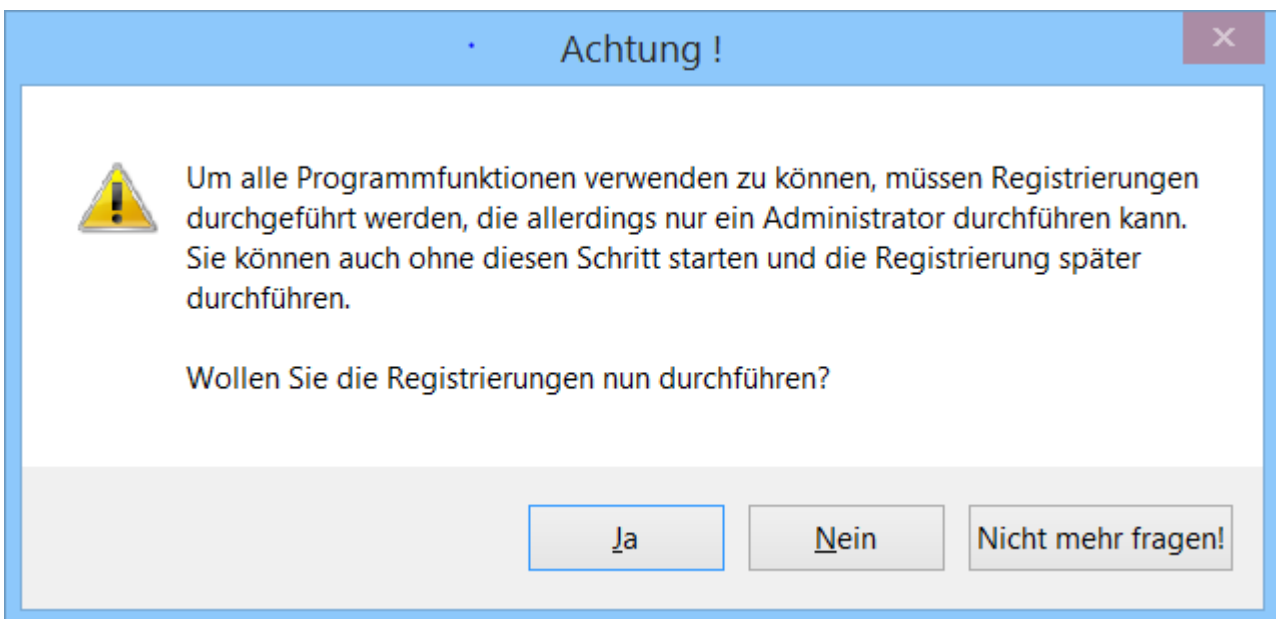 Achtung !
Um alle Programmfunktionen verwenden zu können, müssen Registrierungen
durchgeführt werden, die allerdings nur ein Administrator durchführen kann.
Sie können auch ohne diesen Schritt starten und die Registrierung später
durchführen.
Wollen Sie die Registrierungen nun durchführen?
Ja
Nein
Nicht mehr fragen!